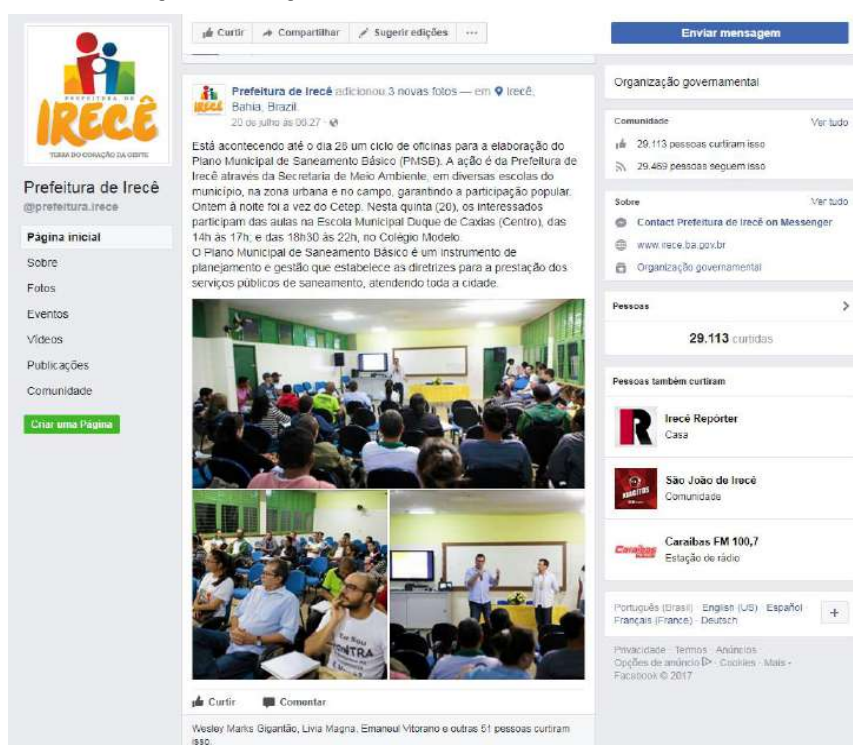 Curtir Compartilhar Sugerir edições ...
Enviar mensagem
PREFEITURA DE
IRECÊ
TERRA DO CORAÇÃO DA GENTE
Prefeitura de Irecê
@prefeitura.irece
Página inicial
Sobre
Fotos
Eventos
Vídeos
Publicações
Comunidade
Criar uma Página
IRECÊ
Prefeitura de Irecê adicionou 3 novas fotos — em Irecê,
Bahia, Brazil.
20 de julho às 06:27 ·
Está acontecendo até o dia 28 um ciclo de oficinas para a elaboração do
Plano Municipal de Saneamento Básico (PMSB). A ação é da Prefeitura de
Irecê através da Secretaria de Meio Ambiente, em diversas escolas do
município, na zona urbana e no campo, garantindo a participação popular.
Ontem à noite foi a vez do Cetep. Nesta quinta (20), os interessados
participam das aulas na Escola Municipal Duque de Caxias (Centro), das
14h às 17h; e das 18h30 às 22h, no Colégio Modelo.
O Plano Municipal de Saneamento Básico é um instrumento de
planejamento e gestão que estabelece as diretrizes para a prestação dos
serviços públicos de saneamento, atendendo toda a cidade.
Eu Sou
CONTRA
Curtir Comentar
Wesley Marks Gigantão, Livia Magna, Emanoul Vitorano e outras 51 pessoas curtiram
isso.
Organização governamental
Comunidade Ver tudo
29.113 pessoas curtiram isso
29.469 pessoas seguem isso
Sobre Ver tudo
Contact Prefeitura de Irecê on Messenger
www.irece.ba.gov.br
Organização governamental
Pessoas >
29.113 curtidas
Pessoas também curtiram
Irecê Repórter
Casa
São João de Irecê
Comunidade
Caraibas
Caraibas FM 100,7
Estação de rádio
Português (Brasil) · English (US) · Español ·
Français (France) · Deutsch
+
Privacidade · Termos · Anúncios ·
Opções de anúncio · Cookies · Mais ·
Facebook © 2017